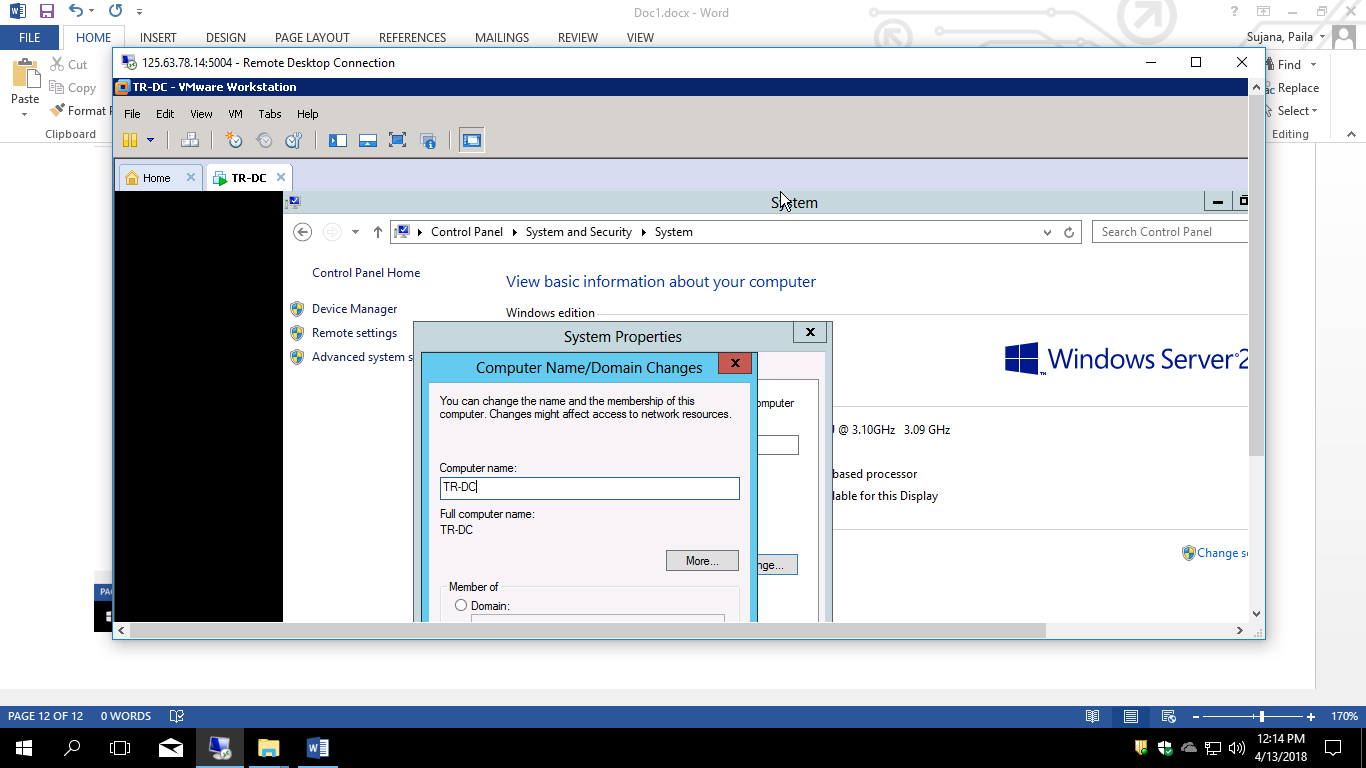 Doc1.docx - Word
FILE HOME INSERT DESIGN PAGE LAYOUT REFERENCES MAILINGS REVIEW VIEW Sujana, Paila
Paste
Cut
Copy
Format
Clipboard
Find
Replace
Select
Editing
125.63.78.14:5004 - Remote Desktop Connection
TR-DC - VMware Workstation
File Edit View VM Tabs Help
Home TR-DC
System
Control Panel System and Security System Search Control Panel
Control Panel Home
Device Manager
Remote settings
Advanced system s
View basic information about your computer
Windows edition
Windows Server 2
System Properties
Computer Name/Domain Changes
You can change the name and the membership of this
computer. Changes might affect access to network resources.
Computer name:
TR-DC
Full computer name:
TR-DC
More...
Member of
Domain:
omputer
nge...
@ 3.10GHz 3.09 GHz
based processor
lable for this Display
Change se
PAGE 12 OF 12 0 WORDS 170%
12:14 PM
4/13/2018